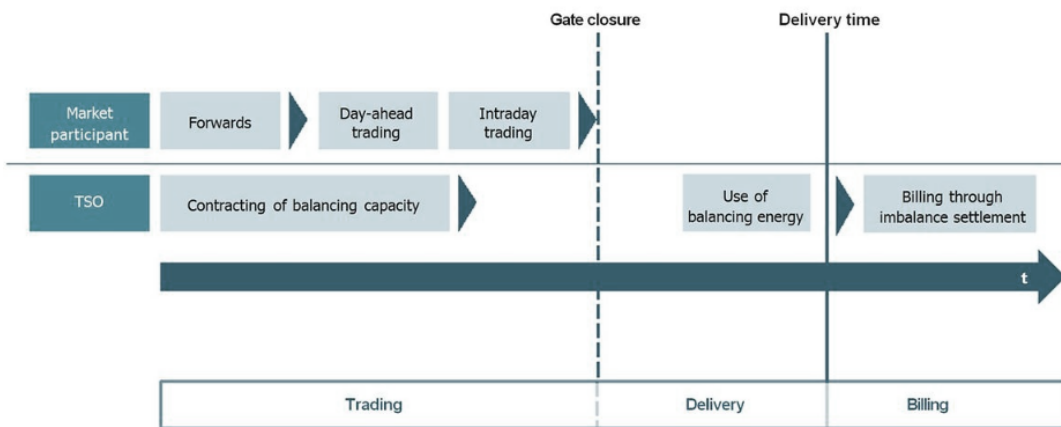 Gate closure
Delivery time
Market
participant
Forwards
Day-ahead
trading
Intraday
trading
TSO
Contracting of balancing capacity
Use of
balancing energy
Billing through
imbalance settlement
t
Trading
Delivery
Billing